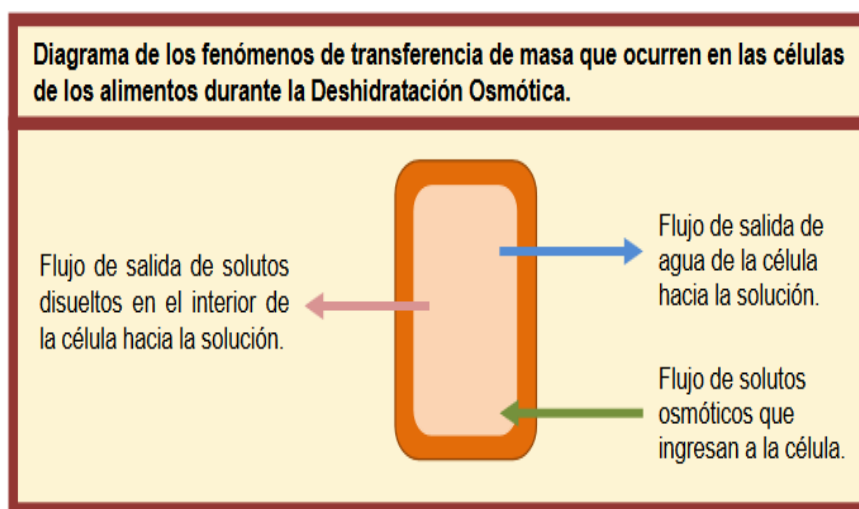 Diagrama de los fenómenos de transferencia de masa que ocurren en las células
de los alimentos durante la Deshidratación Osmótica.
Flujo de salida de solutos
disueltos en el interior de
la célula hacia la solución.
Flujo de salida de
agua de la célula
hacia la solución.
Flujo de solutos
osmóticos que
ingresan a la célula.